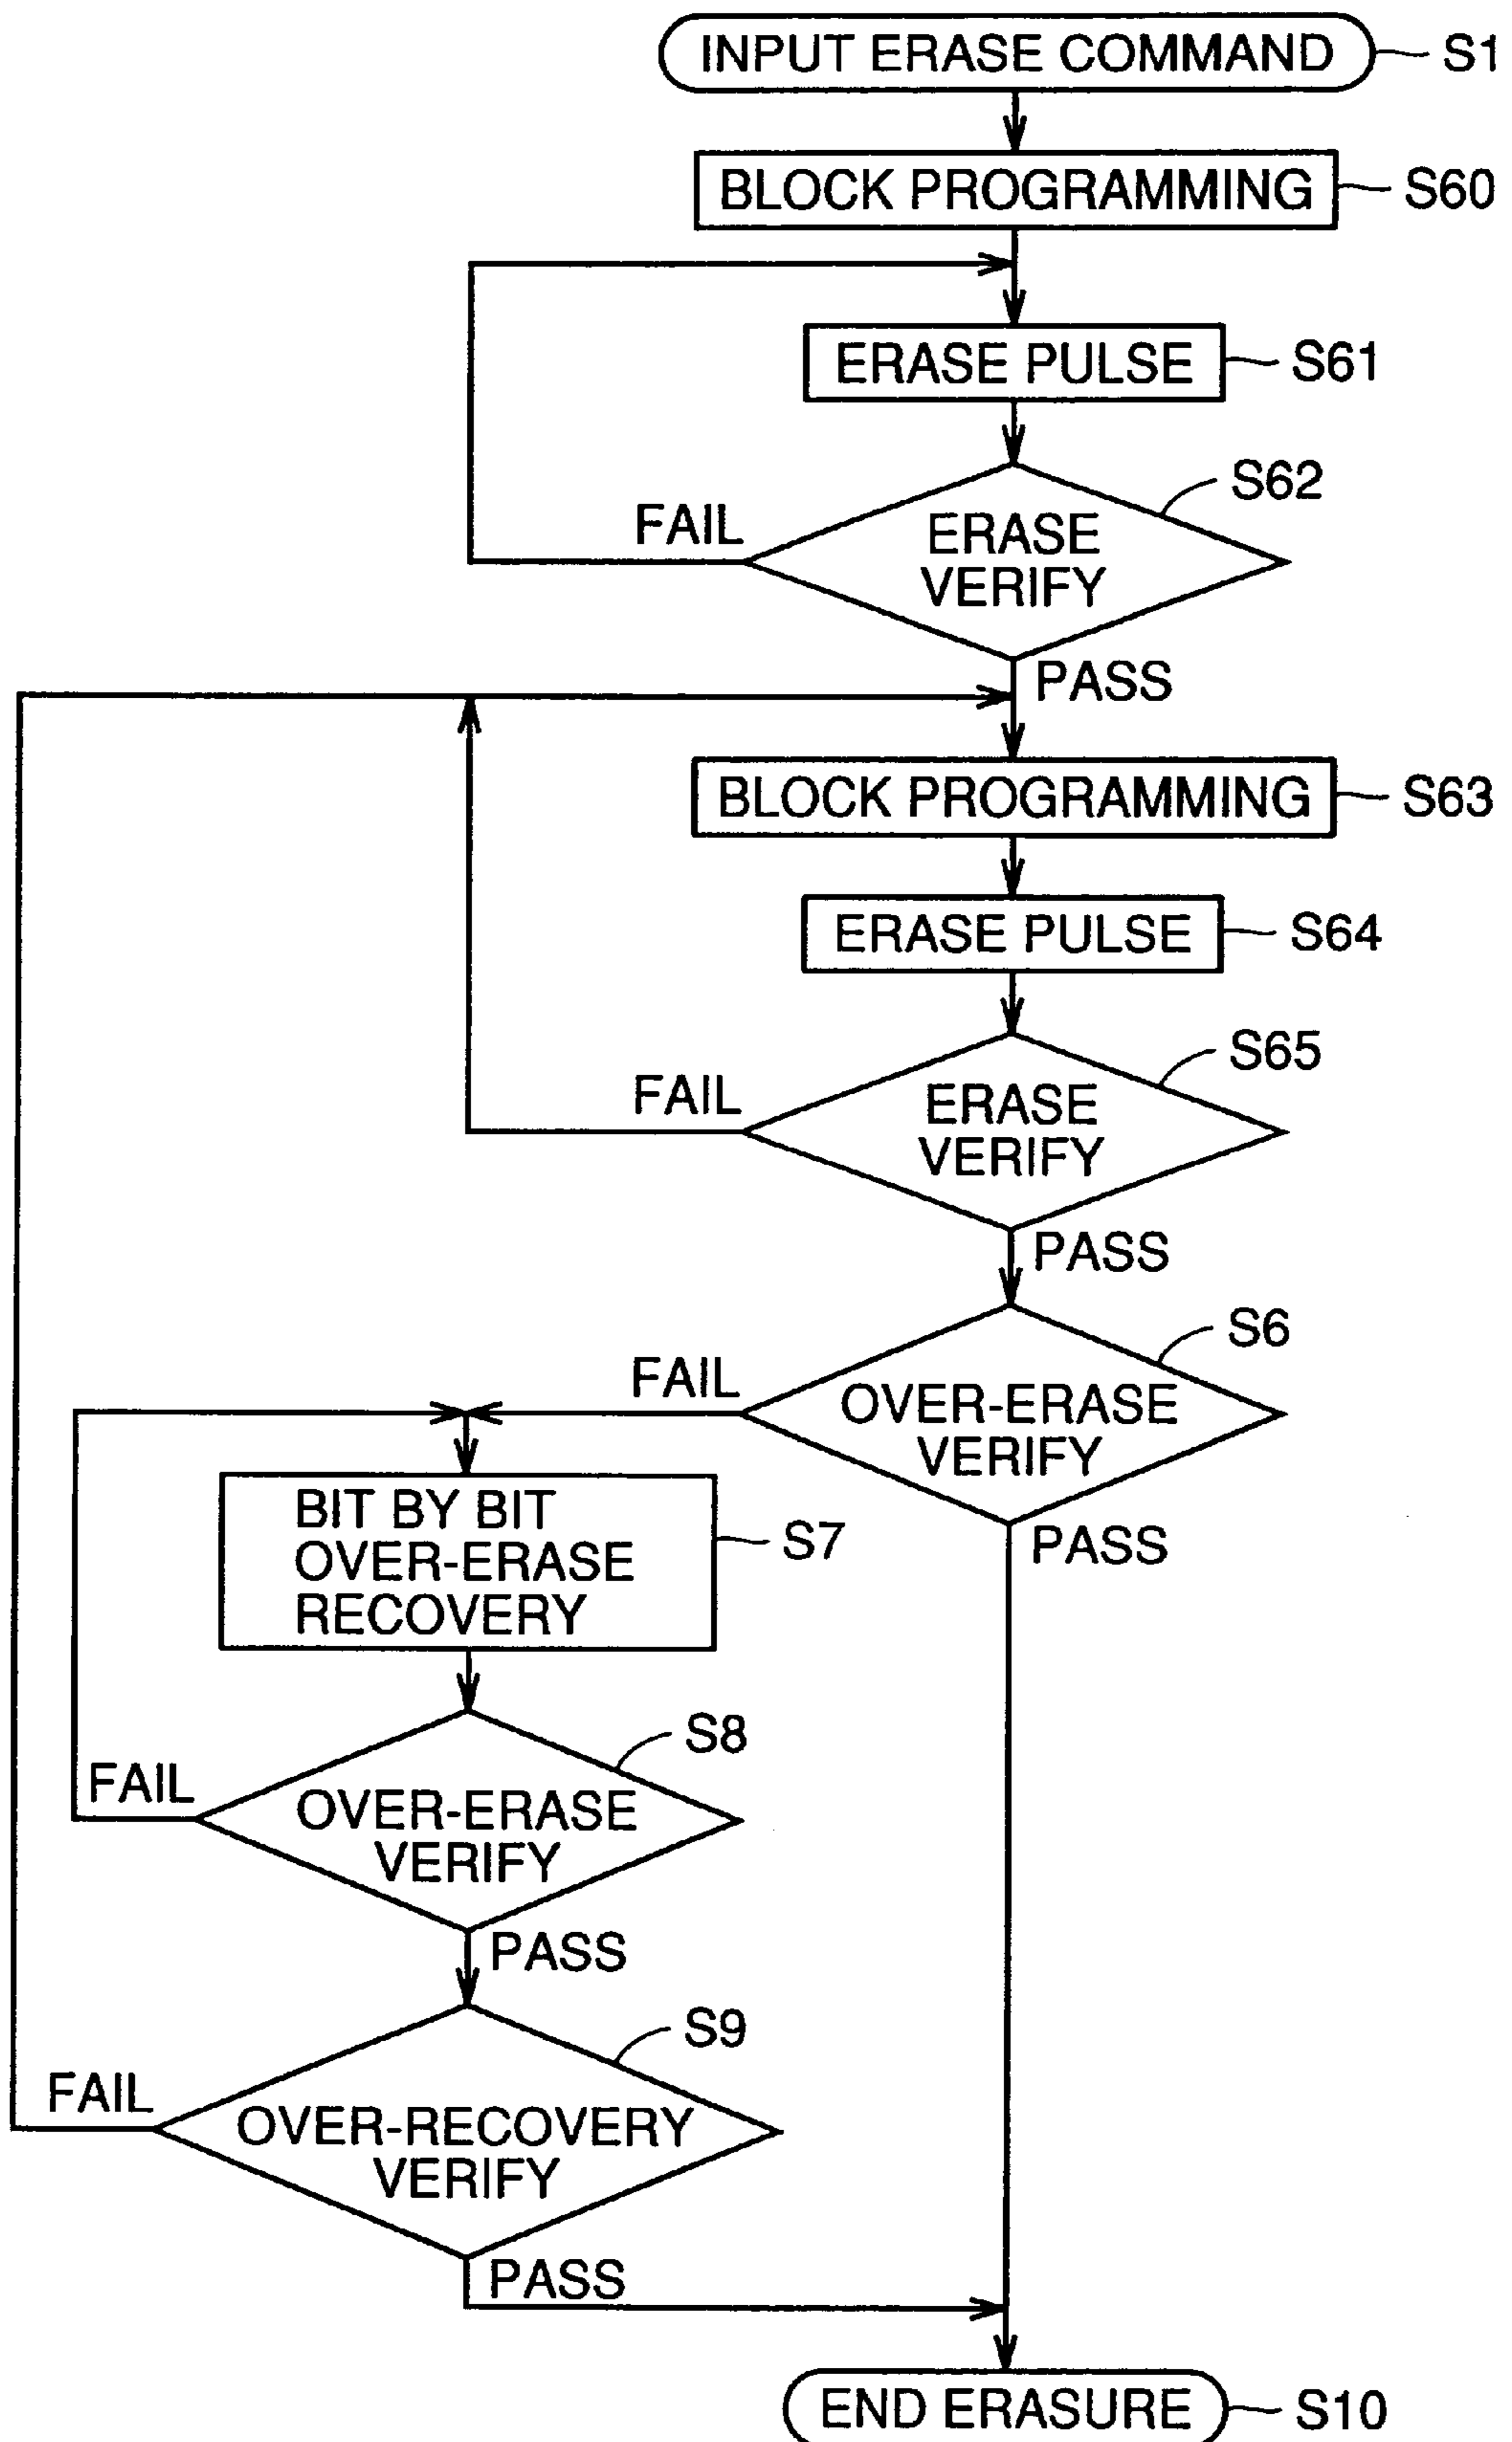 INPUT ERASE COMMAND
S1
BLOCK PROGRAMMING
S60
ERASE PULSE
S61
S62
FAIL
ERASE
VERIFY
PASS
BLOCK PROGRAMMING
S63
ERASE PULSE
S64
S65
FAIL
ERASE
VERIFY
PASS
S6
FAIL
OVER-ERASE
VERIFY
PASS
BIT BY BIT
OVER-ERASE
RECOVERY
S7
S8
FAIL
OVER-ERASE
VERIFY
PASS
S9
FAIL
OVER-RECOVERY
VERIFY
PASS
END ERASURE
S10